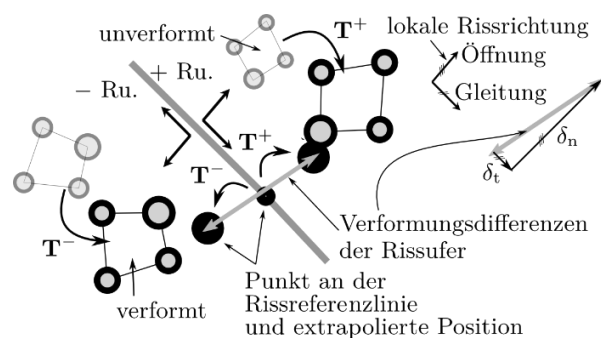 unverformt
T⁺
lokale Rissrichtung
Öffnung
Gleitung
− Ru.
+ Ru.
T⁺
T⁻
δₙ
δₜ
T⁻
Verformungsdifferenzen
der Rissufer
verformt
Punkt an der
Rissreferenzlinie
und extrapolierte Position